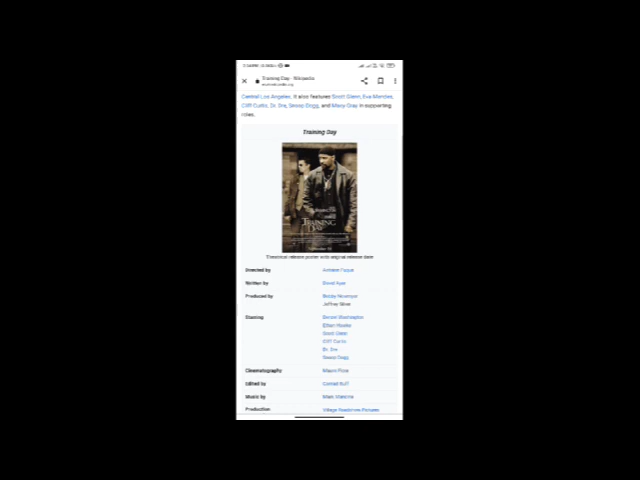 Training Day - Wikipedia
Central Los Angeles. It also features Scott Glenn, Eva Mendes,
Cliff Curtis, Dr. Dre, Snoop Dogg, and Macy Gray in supporting
roles.
Training Day
TRAINING
DAY
Theatrical release poster with original release date
Directed by Antoine Fuqua
Written by David Ayer
Produced by Bobby Newmyer
Jeffrey Silver
Starring Denzel Washington
Ethan Hawke
Scott Glenn
Cliff Curtis
Dr. Dre
Snoop Dogg
Cinematography Mauro Fiore
Edited by Conrad Buff
Music by Mark Mancina
Production Village Roadshow Pictures